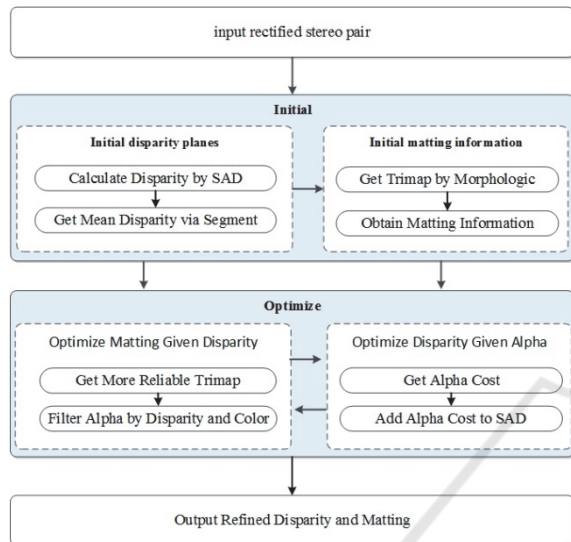 input rectified stereo pair
Initial
Initial disparity planes
Calculate Disparity by SAD
Get Mean Disparity via Segment
Initial matting information
Get Trimap by Morphologic
Obtain Matting Information
Optimize
Optimize Matting Given Disparity
Get More Reliable Trimap
Filter Alpha by Disparity and Color
Optimize Disparity Given Alpha
Get Alpha Cost
Add Alpha Cost to SAD
Output Refined Disparity and Matting